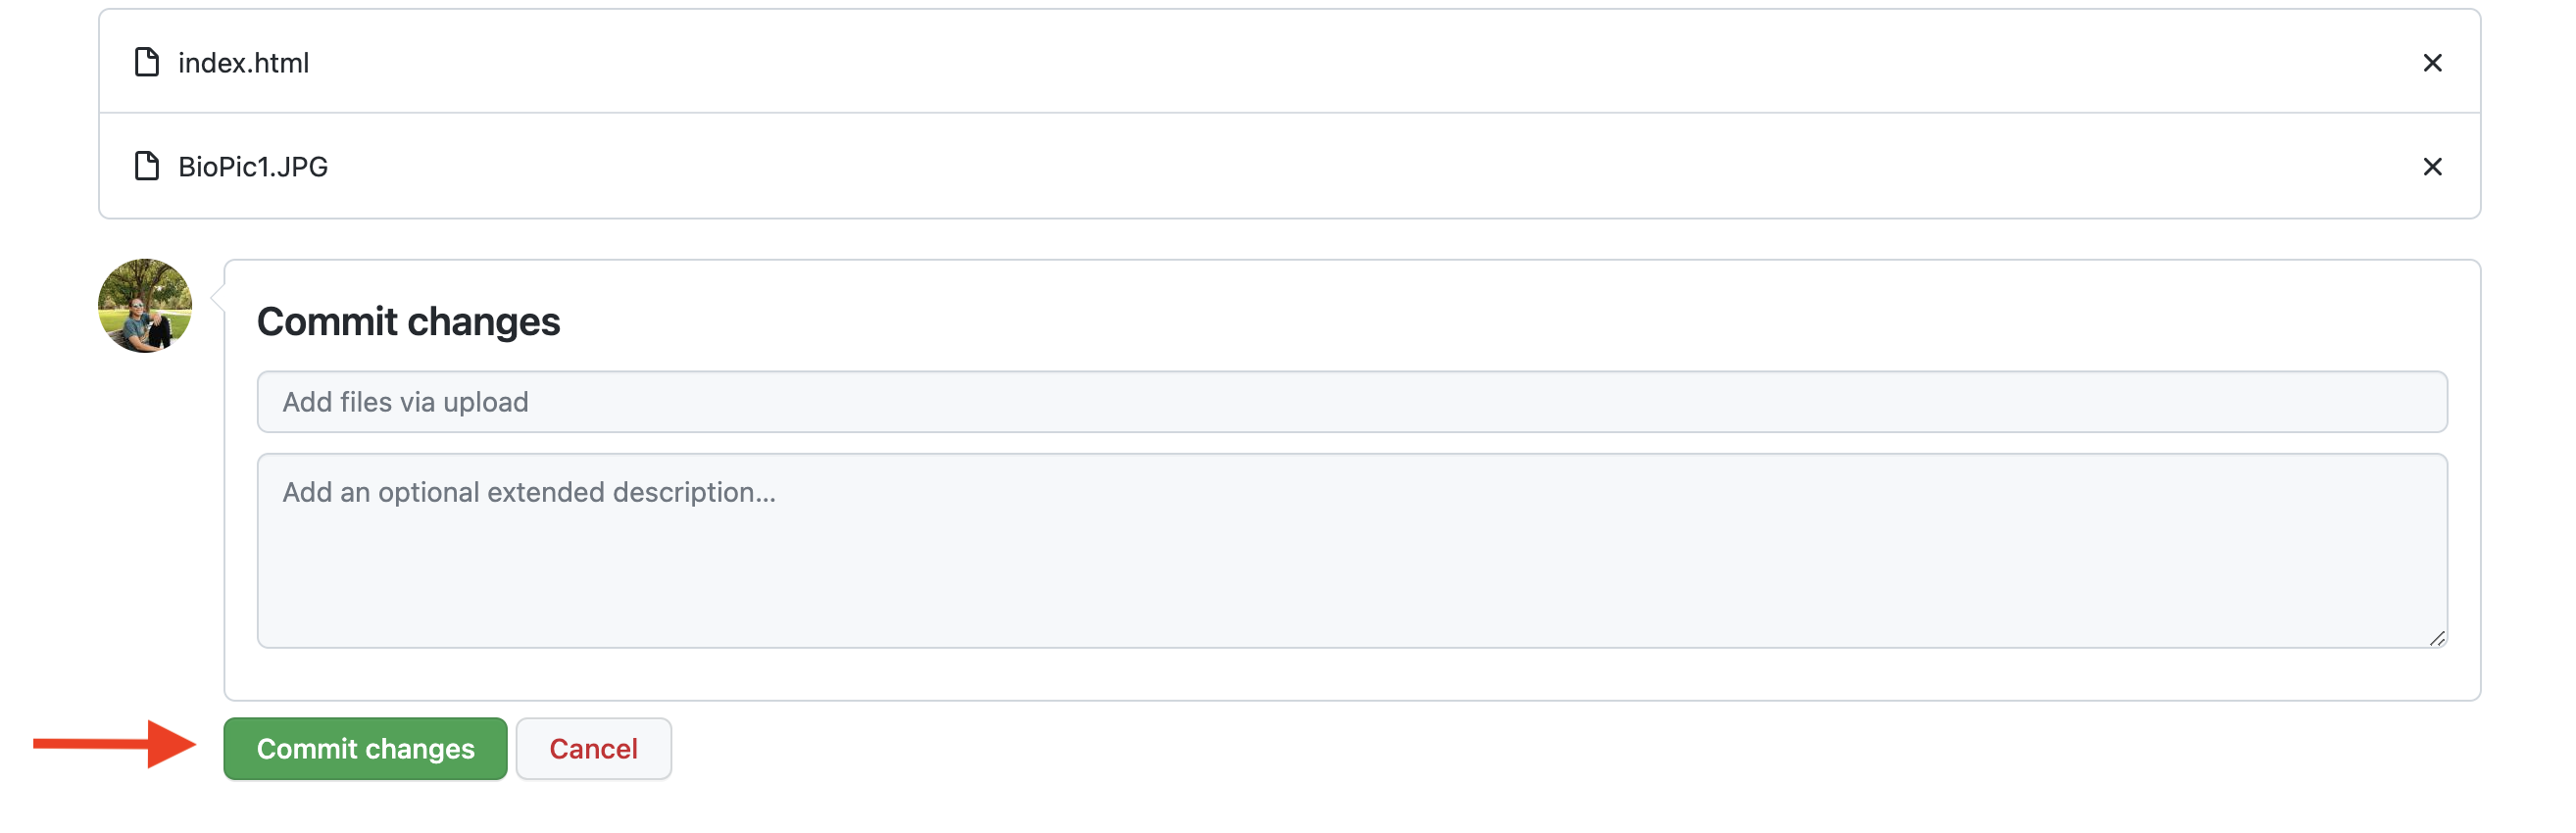 index.html
BioPic1.JPG
Commit changes
Add files via upload
Add an optional extended description...
Commit changes Cancel